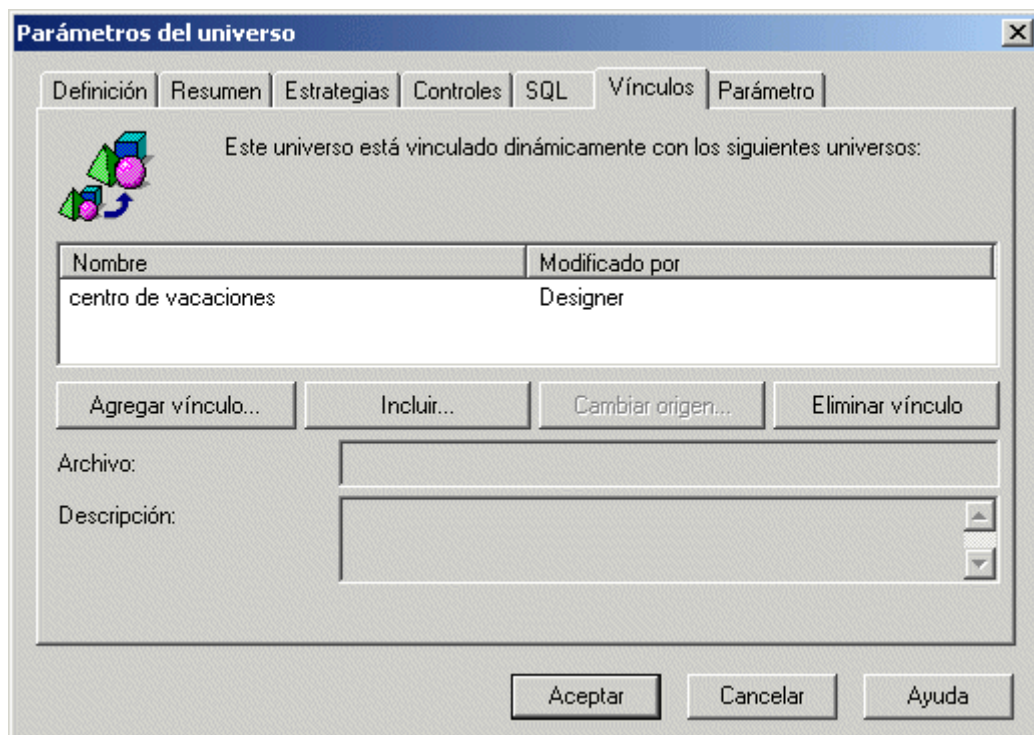 Parámetros del universo
Definición Resumen Estrategias Controles SQL Vínculos Parámetro
Este universo está vinculado dinámicamente con los siguientes universos:
Nombre Modificado por
centro de vacaciones Designer
Agregar vínculo... Incluir... Cambiar origen... Eliminar vínculo
Archivo:
Descripción:
Aceptar Cancelar Ayuda